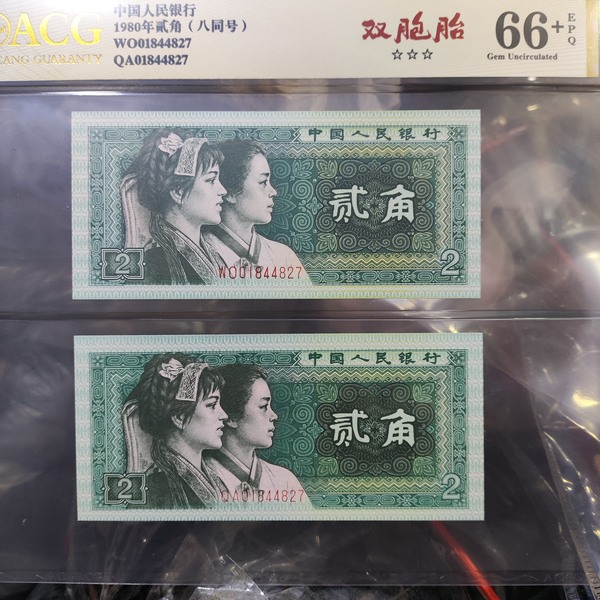 ACG
CANG GUARANTY
中国人民银行
1980年贰角（八同号）
WO01844827
QA01844827
双胞胎
☆☆☆
66+
EPQ
Gem Uncirculated
中国人民银行
贰角
WO01844827
2
2
中国人民银行
贰角
QA01844827
2
2